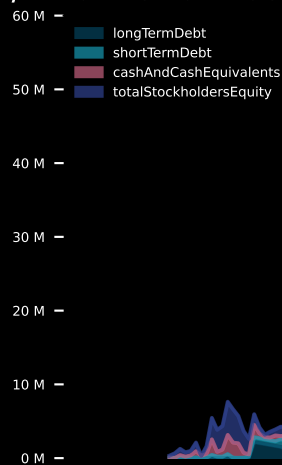 60 M
longTermDebt
shortTermDebt
cashAndCashEquivalents
totalStockholdersEquity
50 M
40 M
30 M
20 M
10 M
0 M